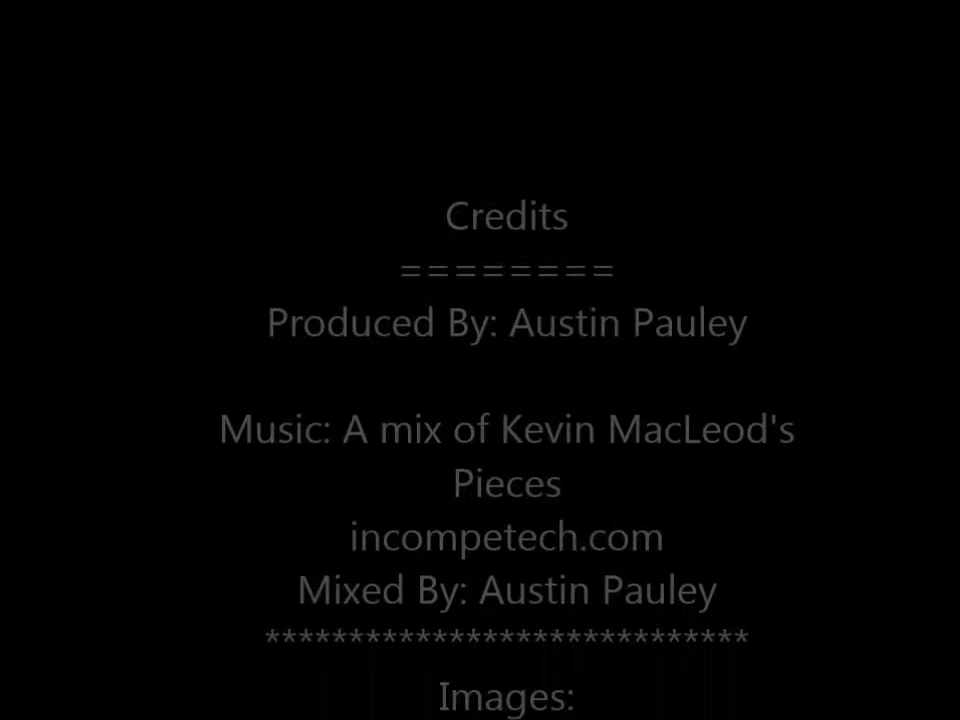 Credits
========
Produced By: Austin Pauley
Music: A mix of Kevin MacLeod's
Pieces
incompetech.com
Mixed By: Austin Pauley
*****************************
Images: